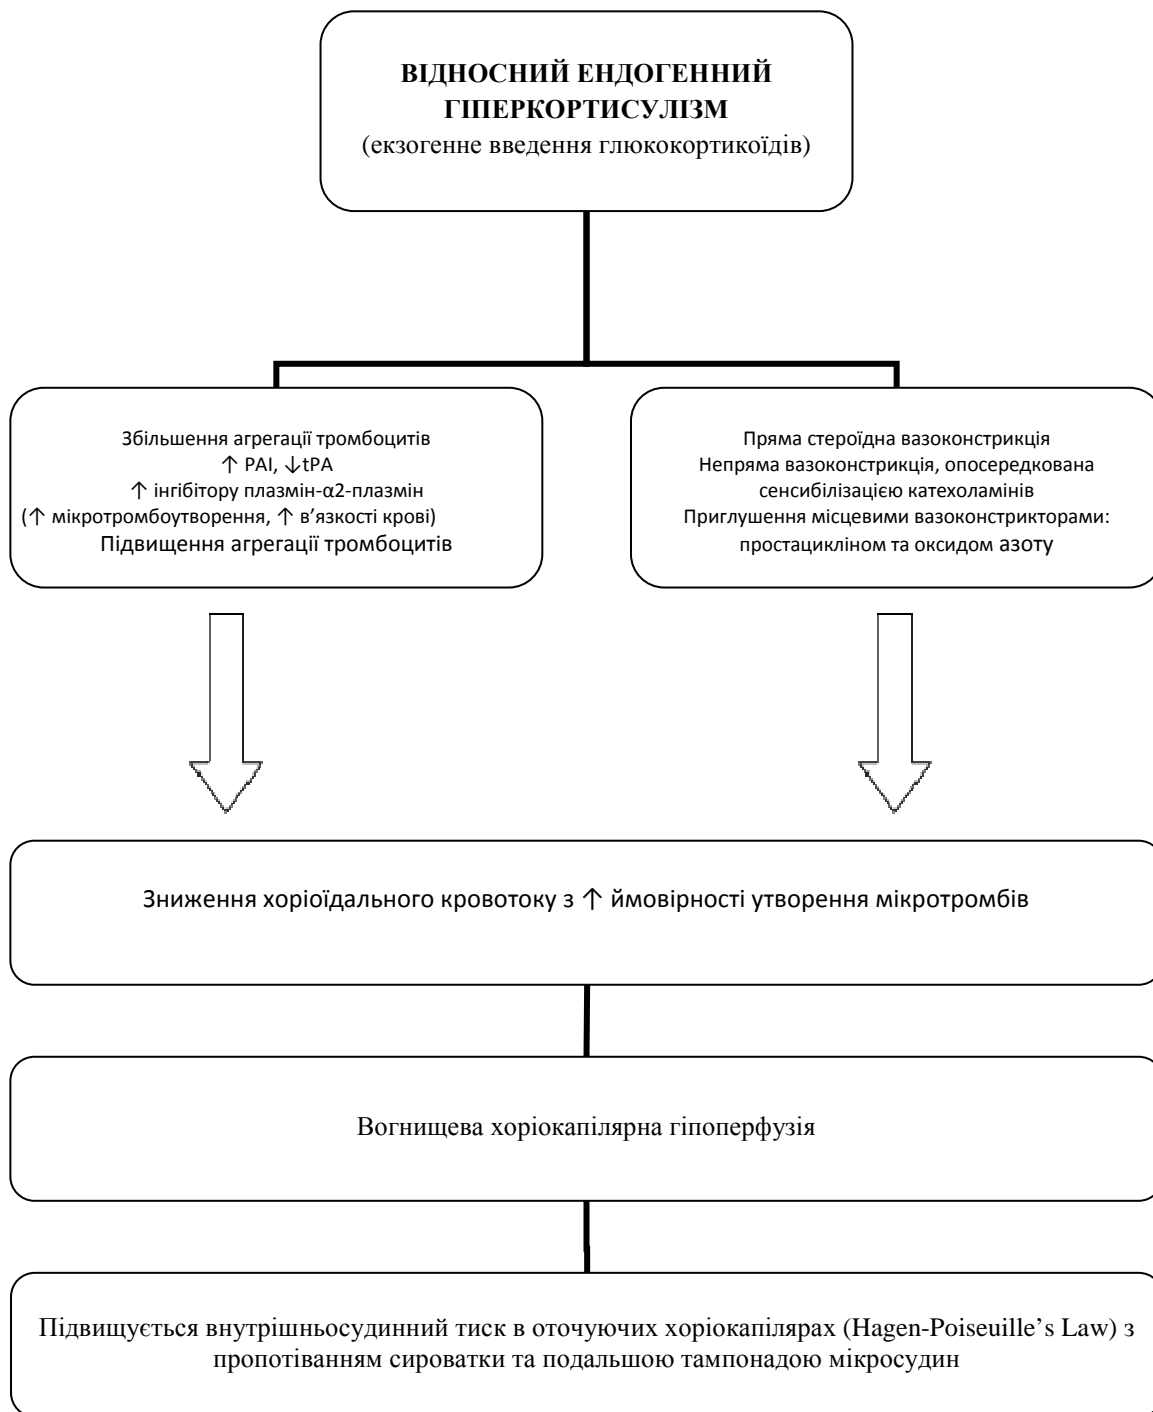 ВІДНОСНИЙ ЕНДОГЕННИЙ
ГІПЕРКОРТИСУЛІЗМ
(екзогенне введення глюкокортикоїдів)
Збільшення агрегації тромбоцитів
↑ PAI, ↓tPA
↑ інгібітору плазмін-α2-плазмін
(↑ мікротромбоутворення, ↑ в’язкості крові)
Підвищення агрегації тромбоцитів
Пряма стероїдна вазоконстрикція
Непряма вазоконстрикція, опосередкована
сенсибілізацією катехоламінів
Приглушення місцевими вазоконстрикторами:
простацикліном та оксидом азоту
Зниження хоріоїдального кровотоку з ↑ ймовірності утворення мікротромбів
Вогнищева хоріокапілярна гіпоперфузія
Підвищується внутрішньосудинний тиск в оточуючих хоріокапілярах (Hagen-Poiseuille’s Law) з
пропотіванням сироватки та подальшою тампонадою мікросудин